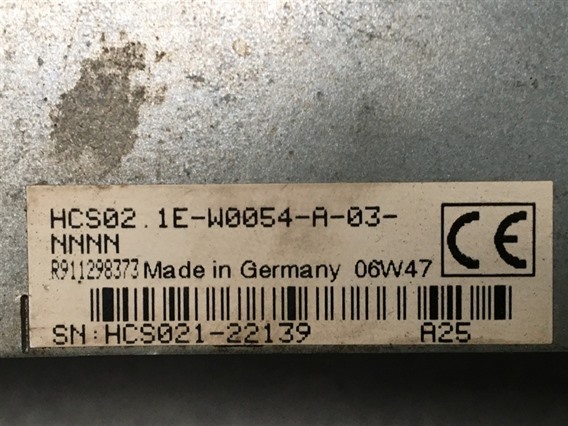 HCS02.1E-W0054-A-03-
NNNN
R911298373 Made in Germany 06W47
CE
SN:HCS021-22139 A25